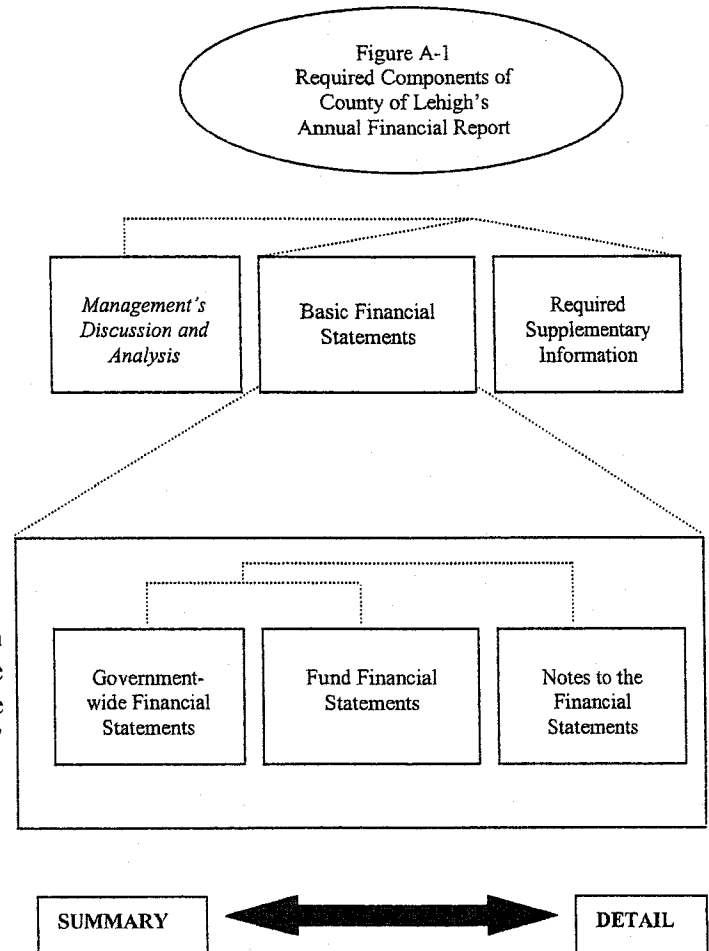 Figure A-1
Required Components of
County of Lehigh's
Annual Financial Report
Management's
Discussion and
Analysis
Basic Financial
Statements
Required
Supplementary
Information
Government-
wide Financial
Statements
Fund Financial
Statements
Notes to the
Financial
Statements
SUMMARY
DETAIL